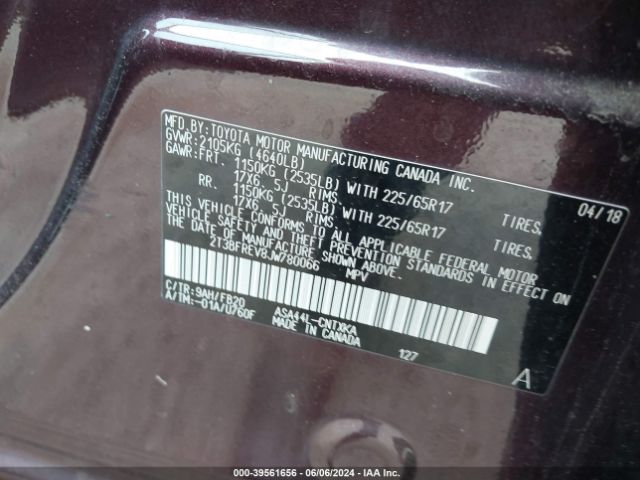 MFD.BY:TOYOTA MOTOR MANUFACTURING CANADA INC.
GVWR:2105KG (4640LB) 04/18
GAWR:FRT. 1150KG (2535LB) WITH 225/65R17 TIRES.
17X6. 5J RIMS.
RR. 1150KG (2535LB) WITH 225/65R17 TIRES.
17X6. 5J RIMS.
THIS VEHICLE CONFORMS TO ALL APPLICABLE FEDERAL MOTOR
VEHICLE SAFETY AND THEFT PREVENTION STANDARDS IN EFFECT ON
THE DATE OF MANUFACTURE SHOWN ABOVE.
2T3BFREV8JW780066 MPV
C/TR:9AH/FB20 ASA44L-CNTXKA
A/TM:-01A/U760F MADE IN CANADA
127
A
000-39561656 - 06/06/2024 - IAA Inc.